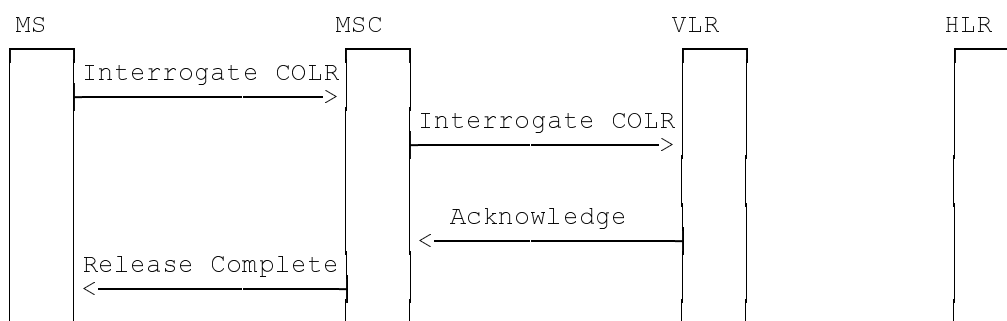 MS MSC VLR HLR
Interrogate COLR
Interrogate COLR
Acknowledge
Release Complete